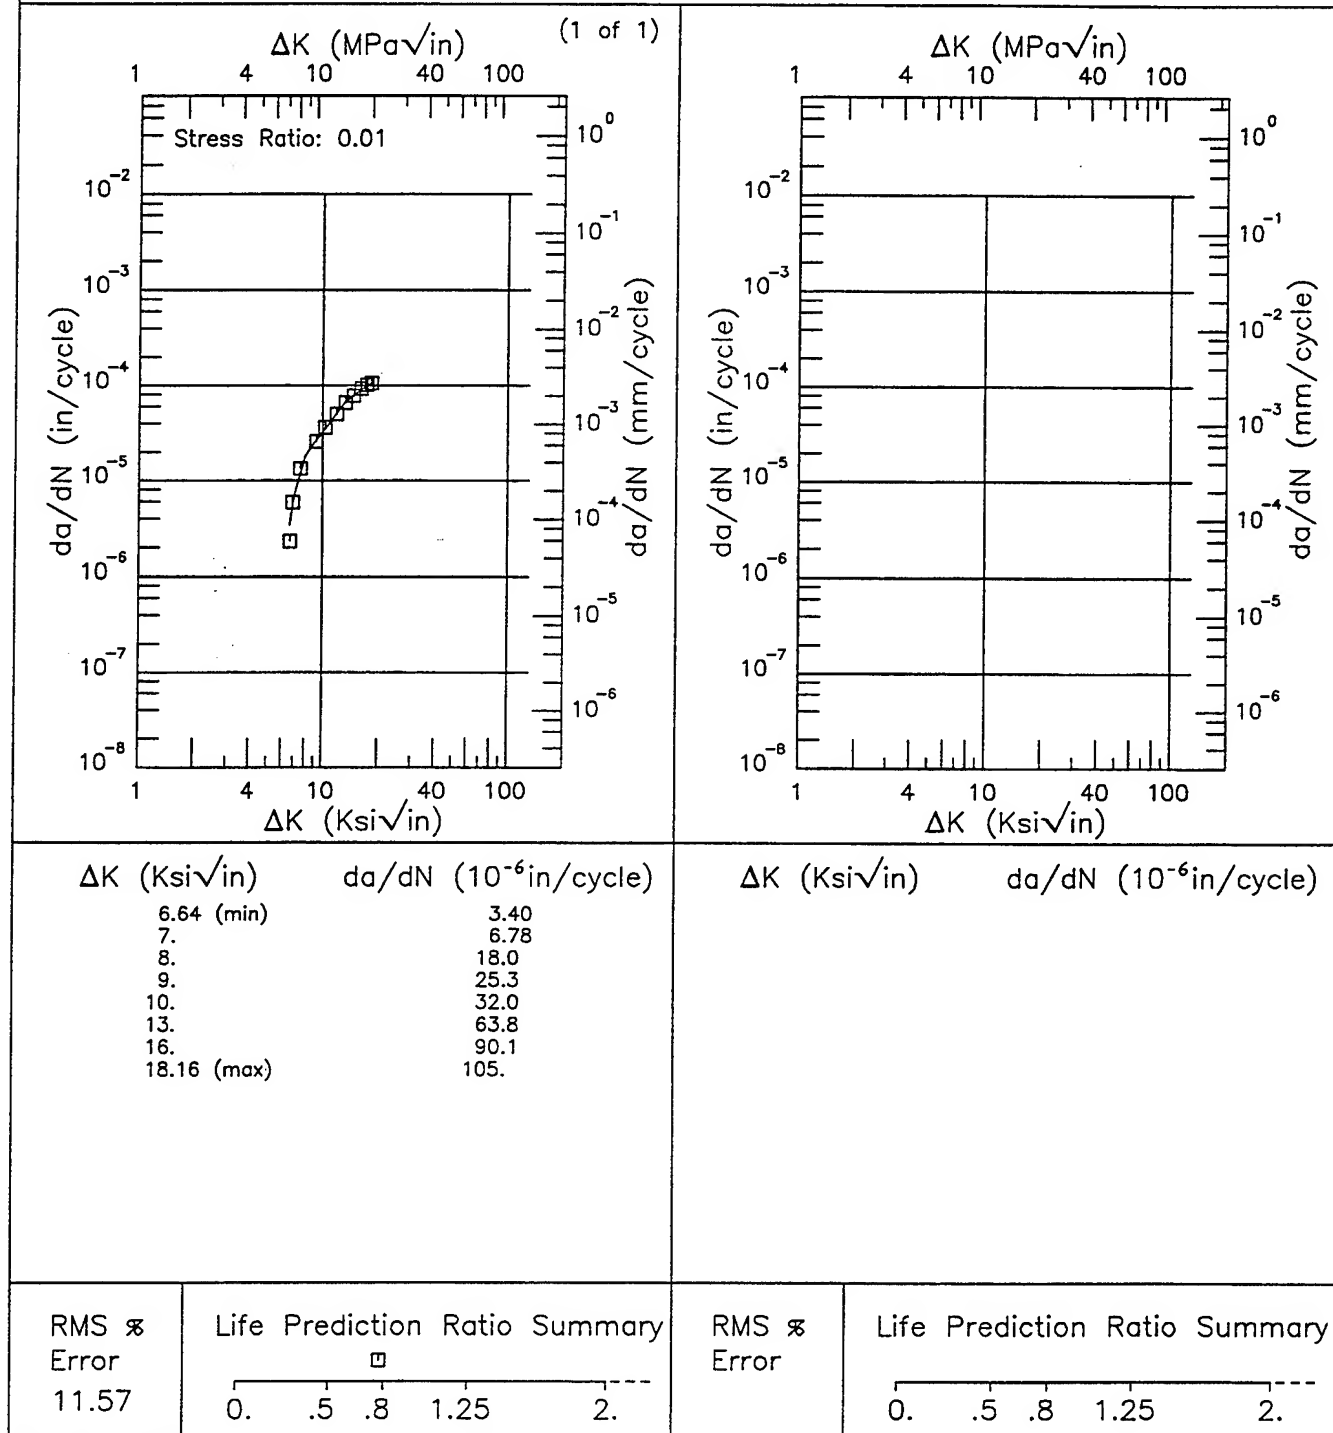 (1 of 1)
ΔK (MPa√in)
1 4 10 40 100
Stress Ratio: 0.01
da/dN (in/cycle)
10⁻²
10⁻³
10⁻⁴
10⁻⁵
10⁻⁶
10⁻⁷
10⁻⁸
10⁰
10⁻¹
10⁻²
10⁻³
10⁻⁴
10⁻⁵
10⁻⁶
da/dN (mm/cycle)
1 4 10 40 100
ΔK (Ksi√in)
ΔK (MPa√in)
1 4 10 40 100
da/dN (in/cycle)
10⁻²
10⁻³
10⁻⁴
10⁻⁵
10⁻⁶
10⁻⁷
10⁻⁸
10⁰
10⁻¹
10⁻²
10⁻³
10⁻⁴
10⁻⁵
10⁻⁶
da/dN (mm/cycle)
1 4 10 40 100
ΔK (Ksi√in)
ΔK (Ksi√in) da/dN (10⁻⁶in/cycle)
6.64 (min) 3.40
7. 6.78
8. 18.0
9. 25.3
10. 32.0
13. 63.8
16. 90.1
18.16 (max) 105.
ΔK (Ksi√in) da/dN (10⁻⁶in/cycle)
RMS %
Error
11.57
Life Prediction Ratio Summary
0. .5 .8 1.25 2.
RMS %
Error
Life Prediction Ratio Summary
0. .5 .8 1.25 2.